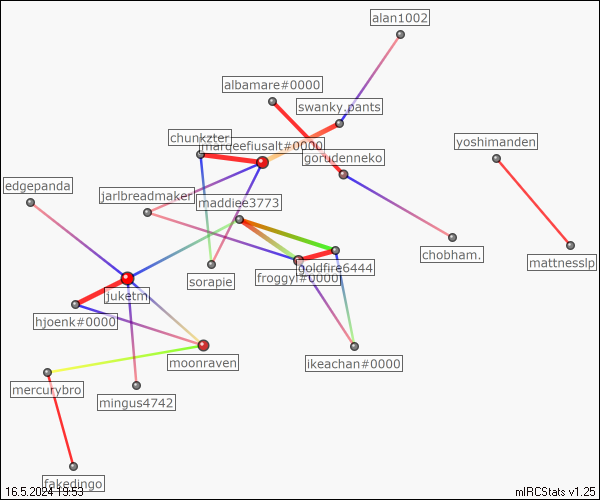 alan1002
albamare#0000
swanky.pants
chunkzter
marceefiusalt#0000
yoshimanden
gorudenneko
edgepanda
jarlbreadmaker
maddiee3773
chobham.
mattnesslp
goldfire6444
sorapie
froggyl#0000
juketm
hjoenk#0000
moonraven
ikeachan#0000
mercurybro
mingus4742
fakedingo
16.5.2024 19:53
mIRCStats v1.25